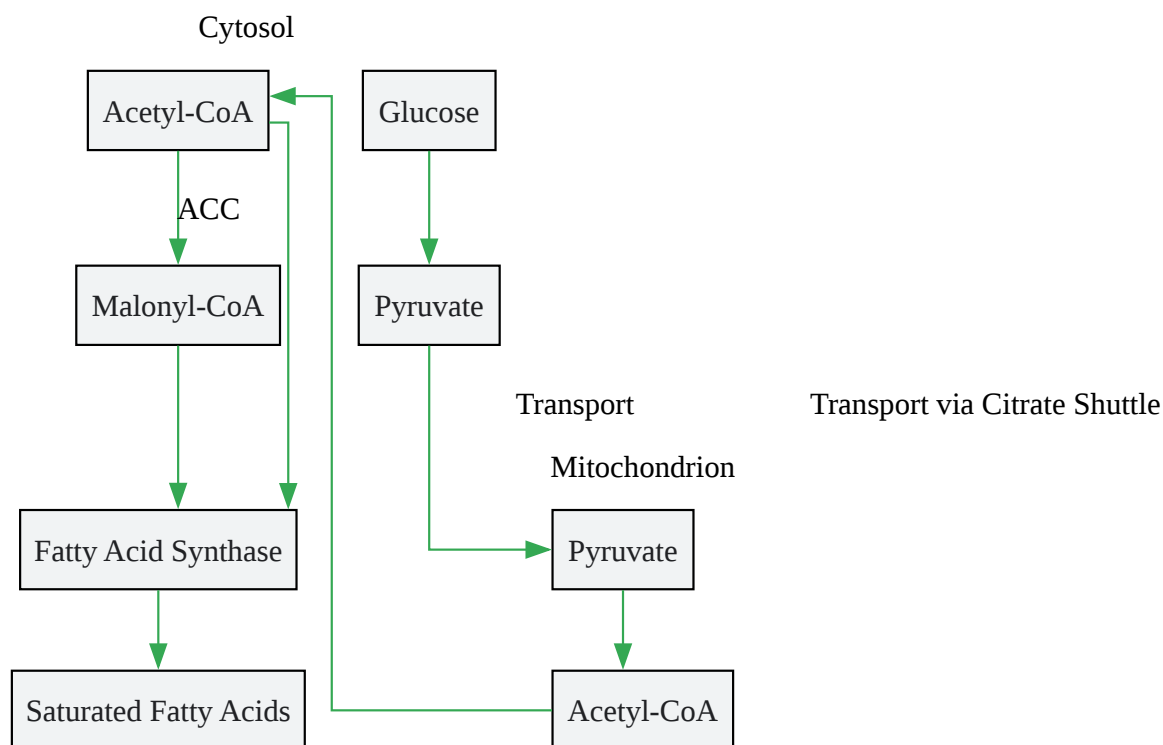 Cytosol
Acetyl-CoA
Glucose
ACC
Malonyl-CoA
Pyruvate
Transport
Transport via Citrate Shuttle
Mitochondrion
Fatty Acid Synthase
Pyruvate
Saturated Fatty Acids
Acetyl-CoA